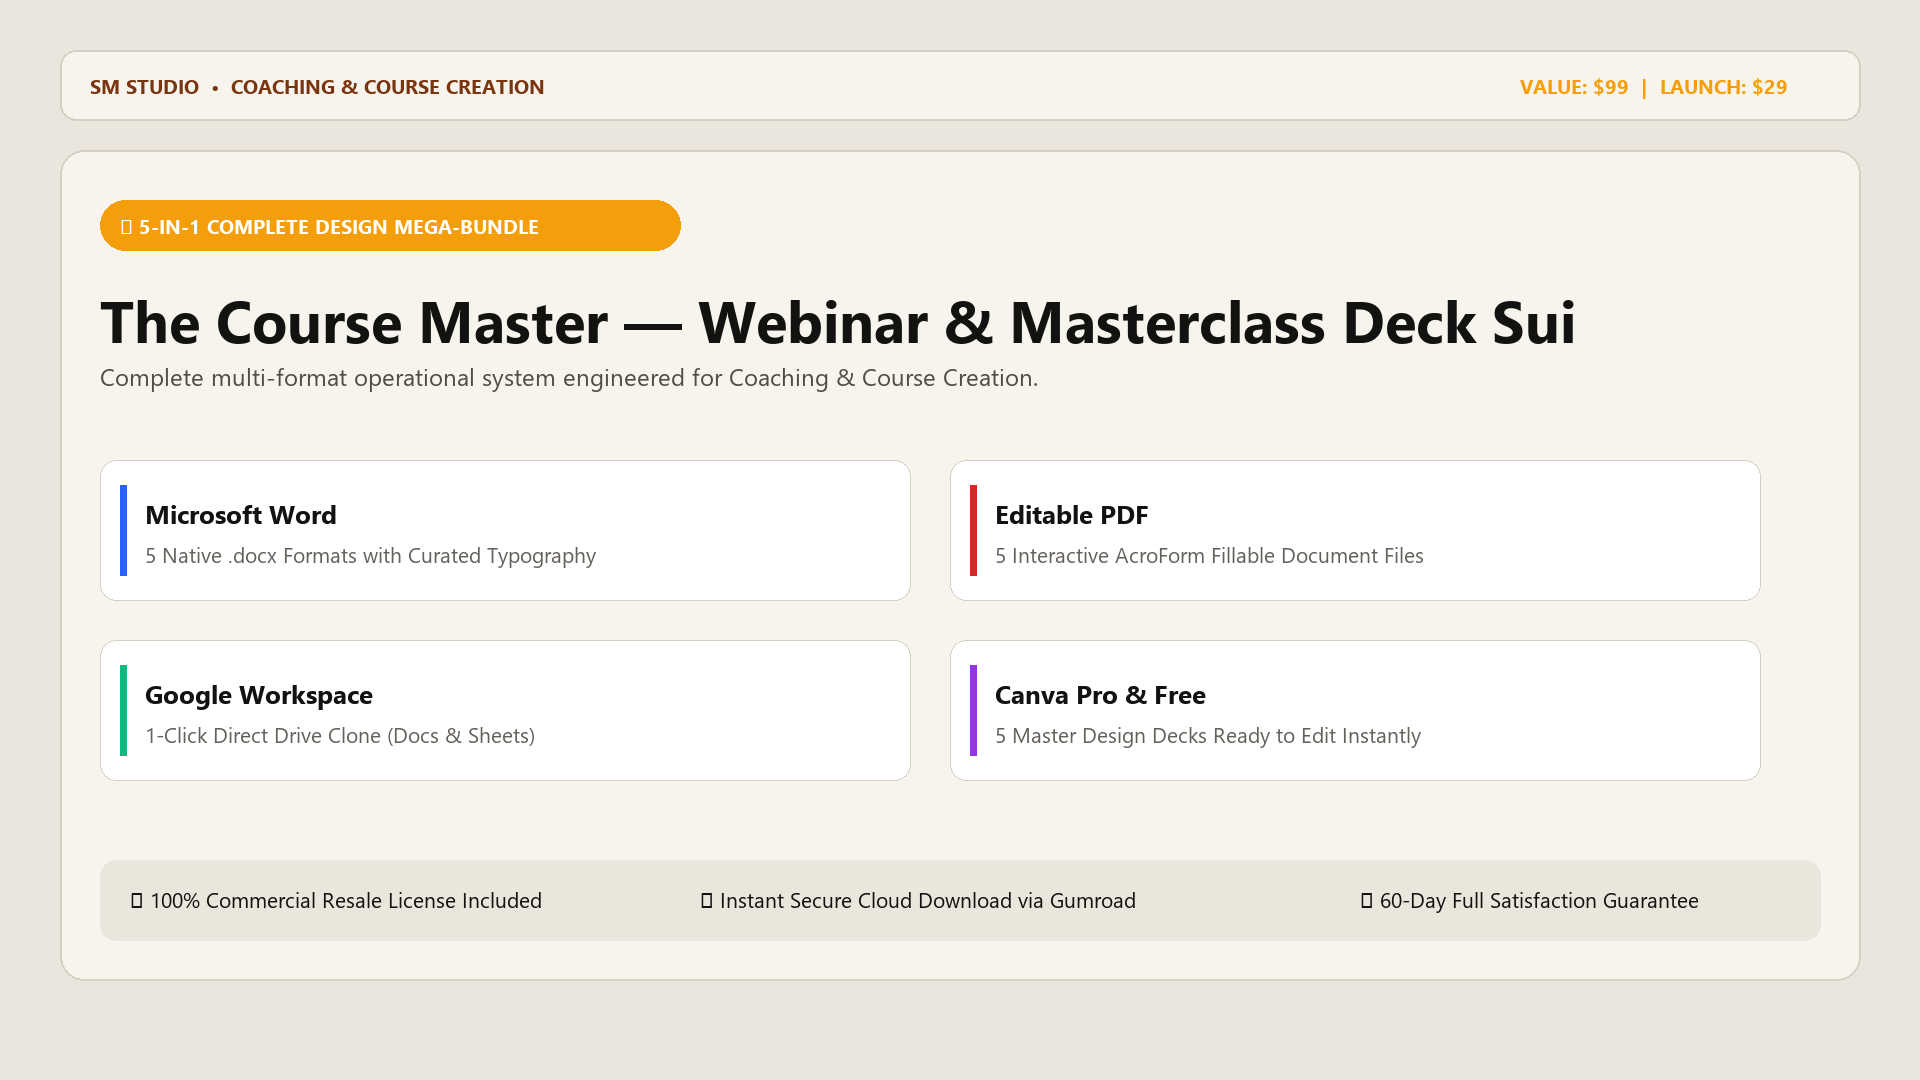 SM STUDIO • COACHING & COURSE CREATION
VALUE: $99 | LAUNCH: $29
5-IN-1 COMPLETE DESIGN MEGA-BUNDLE
The Course Master — Webinar & Masterclass Deck Sui
Complete multi-format operational system engineered for Coaching & Course Creation.
Microsoft Word
5 Native .docx Formats with Curated Typography
Editable PDF
5 Interactive AcroForm Fillable Document Files
Google Workspace
1-Click Direct Drive Clone (Docs & Sheets)
Canva Pro & Free
5 Master Design Decks Ready to Edit Instantly
100% Commercial Resale License Included
Instant Secure Cloud Download via Gumroad
60-Day Full Satisfaction Guarantee